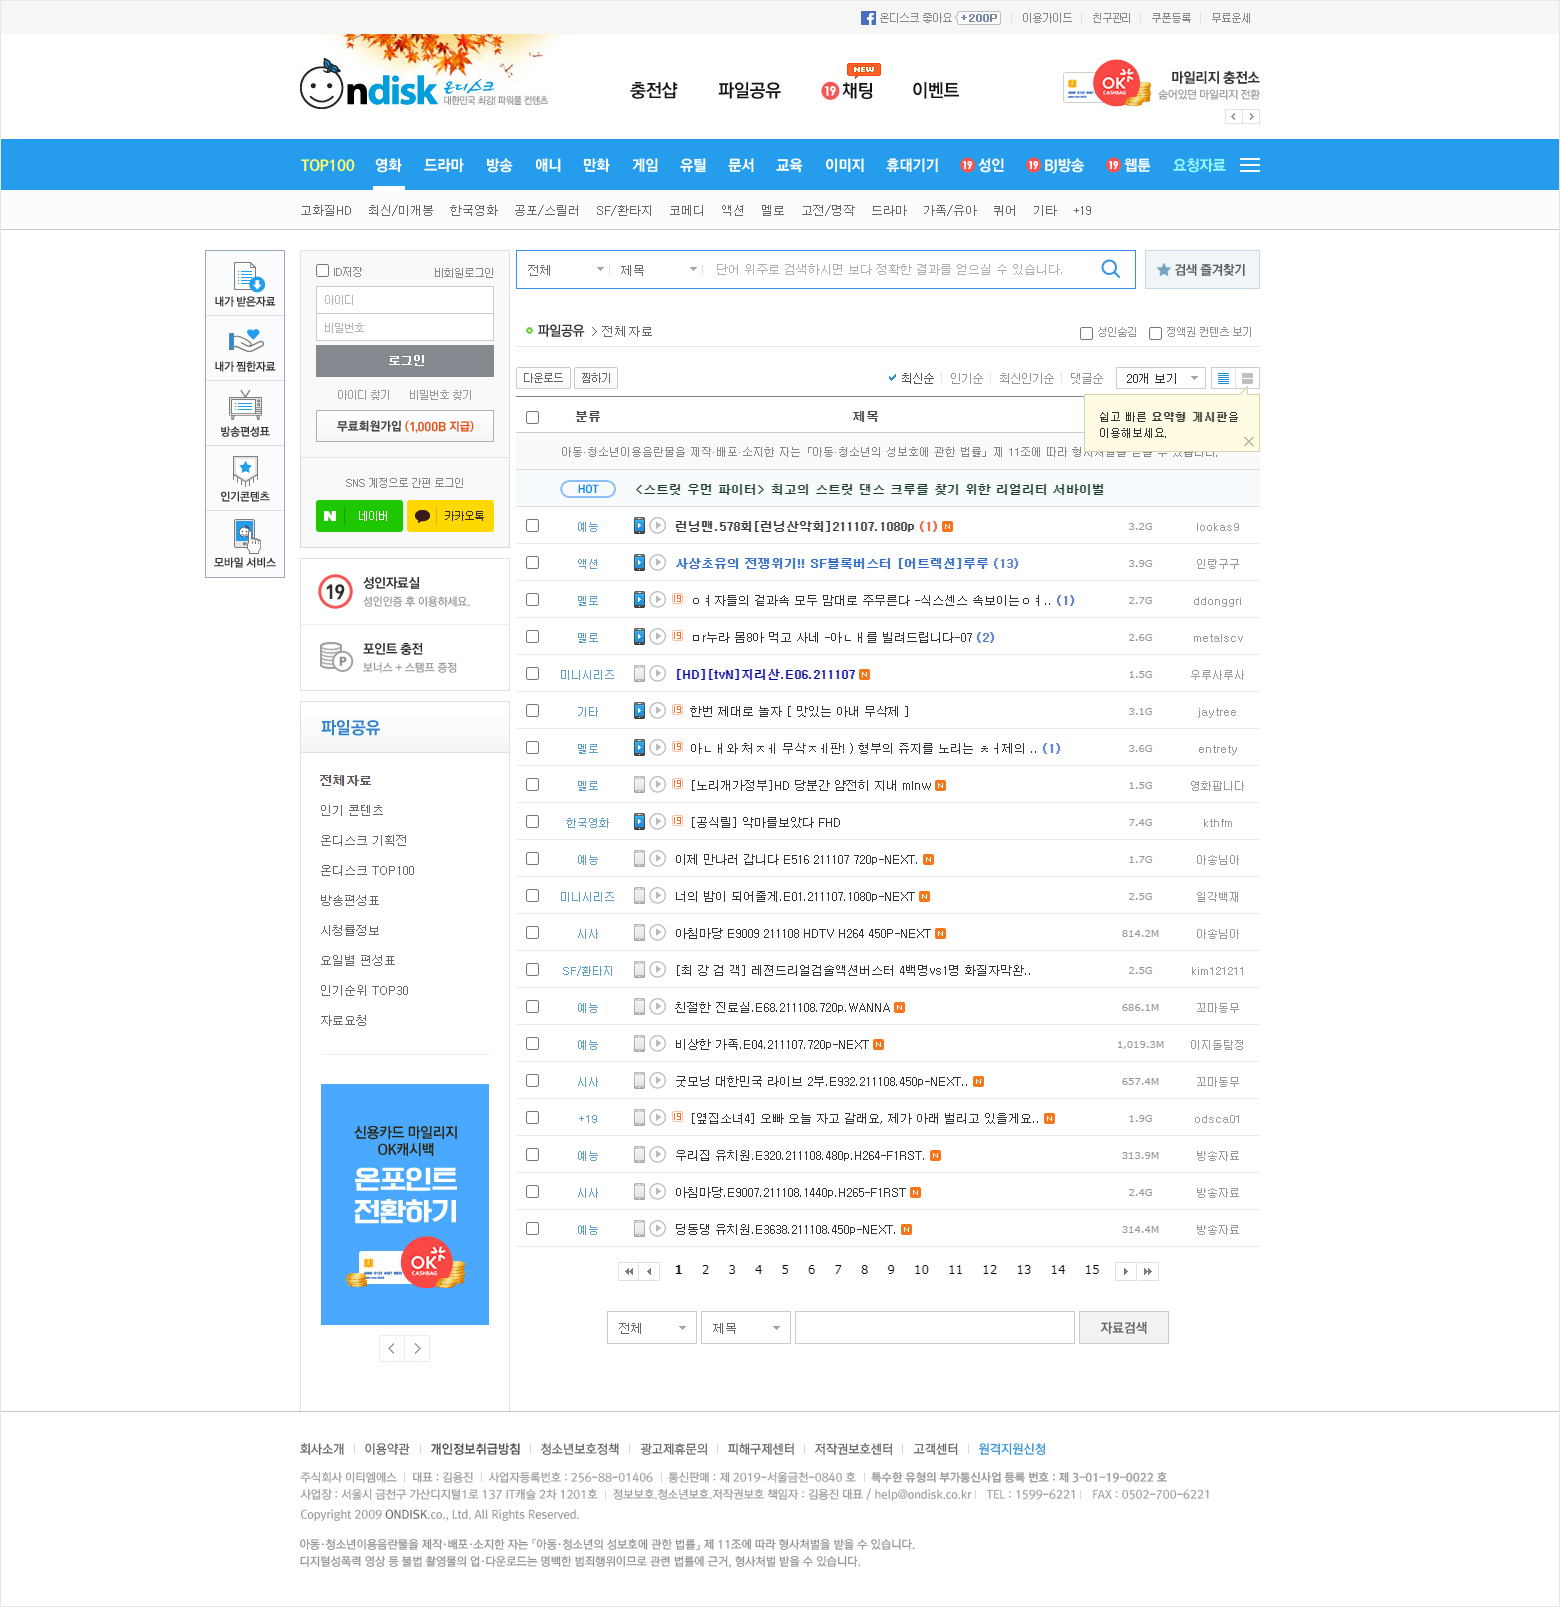 온디스크 좋아요 +200P 이용가이드 친구관리 쿠폰등록 무료운세
ondisk 온디스크
대한민국 최강! 파워풀 컨텐츠
충전샵 파일공유 19 채팅 NEW 이벤트
OK CASHBAG 마일리지 충전소
숨어있던 마일리지 전환
TOP100 영화 드라마 방송 애니 만화 게임 유틸 문서 교육 이미지 휴대기기 19 성인 19 BJ방송 19 웹툰 요청자료
고화질HD 최신/미개봉 한국영화 공포/스릴러 SF/환타지 코메디 액션 멜로 고전/명작 드라마 가족/유아 퀴어 기타 +19
내가 받은자료
내가 찜한자료
방송편성표
인기콘텐츠
모바일 서비스
ID저장 비회원로그인
아이디
비밀번호
로그인
아이디 찾기 비밀번호 찾기
무료회원가입 (1,000B 지급)
SNS 계정으로 간편 로그인
N 네이버 카카오톡
19 성인자료실
성인인증 후 이용하세요.
P 포인트 충전
보너스 + 스탬프 증정
파일공유
전체자료
인기 콘텐츠
온디스크 기획전
온디스크 TOP100
방송편성표
시청률정보
요일별 편성표
인기순위 TOP30
자료요청
신용카드 마일리지
OK캐시백
온포인트
전환하기
OK CASHBAG
전체 제목 단어 위주로 검색하시면 보다 정확한 결과를 얻으실 수 있습니다. 검색 즐겨찾기
파일공유 > 전체자료 성인숨김 정액권 컨텐츠 보기
다운로드 찜하기 최신순 인기순 최신인기순 댓글순 20개 보기
분류 제목
쉽고 빠른 요약형 게시판을
이용해보세요.
아동·청소년이용음란물을 제작·배포·소지한 자는 「아동·청소년의 성보호에 관한 법률」 제 11조에 따라 형사처벌을 받을 수 있습니다.
HOT <스트릿 우먼 파이터> 최고의 스트릿 댄스 크루를 찾기 위한 리얼리티 서바이벌
예능 런닝맨.578회[런닝산악회]211107.1080p (1) N 3.2G lookas9
액션 사상초유의 전쟁위기!! SF블록버스터 [어트렉션]루루 (13) 3.9G 인랑구구
멜로 19 ㅇㅕ자들의 겉과속 모두 맘대로 주무른다 -식스센스 속보이는ㅇㅕ.. (1) 2.7G ddonggri
멜로 19 ㅁr누라 몸8아 먹고 사네 -아ㄴㅐ를 빌려드립니다-07 (2) 2.6G metalscv
미니시리즈 [HD][tvN]지리산.E06.211107 N 1.5G 우루사루사
기타 19 한번 제대로 놀자 [ 맛있는 아내 무삭제 ] 3.1G jaytree
멜로 19 아ㄴㅐ와 처ㅈㅔ 무삭ㅈㅔ판! ) 형부의 쥬지를 노리는 ㅊㅓ제의 .. (1) 3.6G entrety
멜로 19 [노리개가정부]HD 당분간 얌전히 지내 mlnw N 1.5G 영화팝니다
한국영화 19 [공식릴] 악마를보았다 FHD 7.4G kthfm
예능 이제 만나러 갑니다 E516 211107 720p-NEXT. N 1.7G 아송님아
미니시리즈 너의 밤이 되어줄게.E01.211107.1080p-NEXT N 2.5G 일각백재
시사 아침마당 E9009 211108 HDTV H264 450P-NEXT N 814.2M 아송님아
SF/환타지 [최 강 검 객] 레젼드리얼검술액션버스터 4백명vs1명 화질자막완.. 2.5G kim121211
예능 친절한 진료실.E68.211108.720p.WANNA N 686.1M 꼬마동무
예능 비상한 가족.E04.211107.720p-NEXT N 1,019.3M 이지돌탐정
시사 굿모닝 대한민국 라이브 2부.E932.211108.450p-NEXT.. N 657.4M 꼬마동무
+19 19 [옆집소녀4] 오빠 오늘 자고 갈래요, 제가 아래 벌리고 있을게요.. N 1.9G odsca01
예능 우리집 유치원.E320.211108.480p.H264-F1RST. N 313.9M 방송자료
시사 아침마당.E9007.211108.1440p.H265-F1RST N 2.4G 방송자료
예능 딩동댕 유치원.E3638.211108.450p-NEXT. N 314.4M 방송자료
1 2 3 4 5 6 7 8 9 10 11 12 13 14 15
전체 제목 자료검색
회사소개 이용약관 개인정보취급방침 청소년보호정책 광고제휴문의 피해구제센터 저작권보호센터 고객센터 원격지원신청
주식회사 이티엠에스 대표 : 김용진 사업자등록번호 : 256-88-01406 통신판매 : 제 2019-서울금천-0840 호 특수한 유형의 부가통신사업 등록 번호 : 제 3-01-19-0022 호
사업장 : 서울시 금천구 가산디지털1로 137 IT캐슬 2차 1201호 정보보호.청소년보호.저작권보호 책임자 : 김용진 대표 / help@ondisk.co.kr TEL : 1599-6221 FAX : 0502-700-6221
Copyright 2009 ONDISK.co., Ltd. All Rights Reserved.
아동·청소년이용음란물을 제작·배포·소지한 자는 「아동·청소년의 성보호에 관한 법률」 제 11조에 따라 형사처벌을 받을 수 있습니다.
디지털성폭력 영상 등 불법 촬영물의 업·다운로드는 명백한 범죄행위이므로 관련 법률에 근거, 형사처벌 받을 수 있습니다.